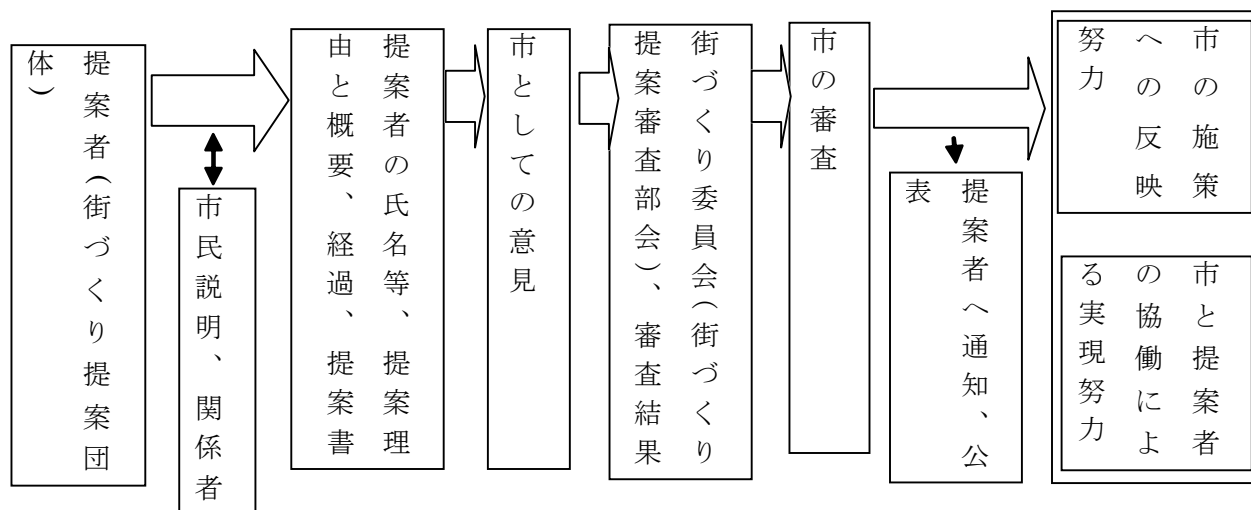 提案者（街づくり提案団
体）
市民説明、関係者
提案者の氏名等、提案理
由と概要、経過、提案書
市としての意見
街づくり委員会（街づくり
提案審査部会）、審査結果
市の審査
提案者へ通知、公
表
市の施策
への反映
努力
市と提案者
の協働によ
る実現努力